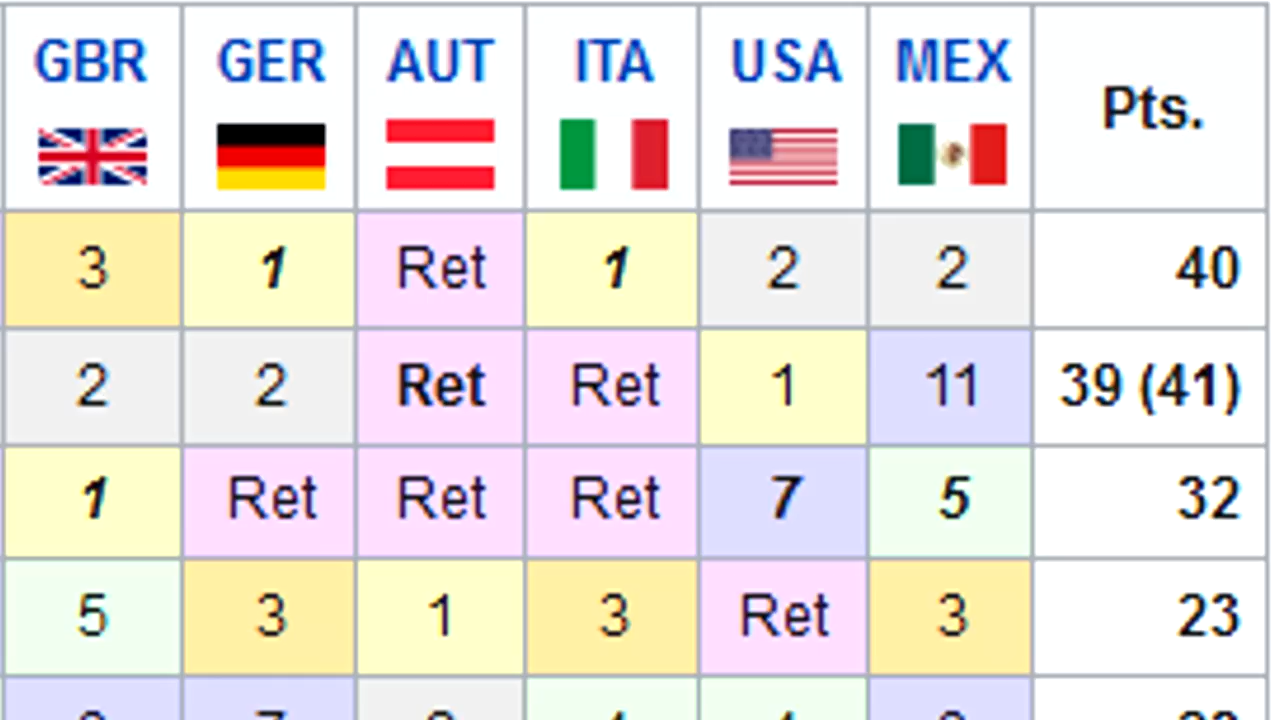 GBR GER AUT ITA USA MEX Pts.
3 1 Ret 1 2 2 40
2 2 Ret Ret 1 11 39 (41)
1 Ret Ret Ret 7 5 32
5 3 1 3 Ret 3 23